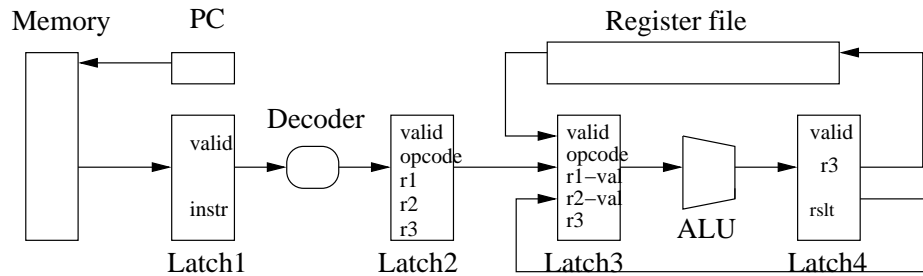 Memory
PC
Register file
Decoder
valid
instr
valid
opcode
r1
r2
r3
valid
opcode
r1-val
r2-val
r3
ALU
valid
r3
rslt
Latch1
Latch2
Latch3
Latch4